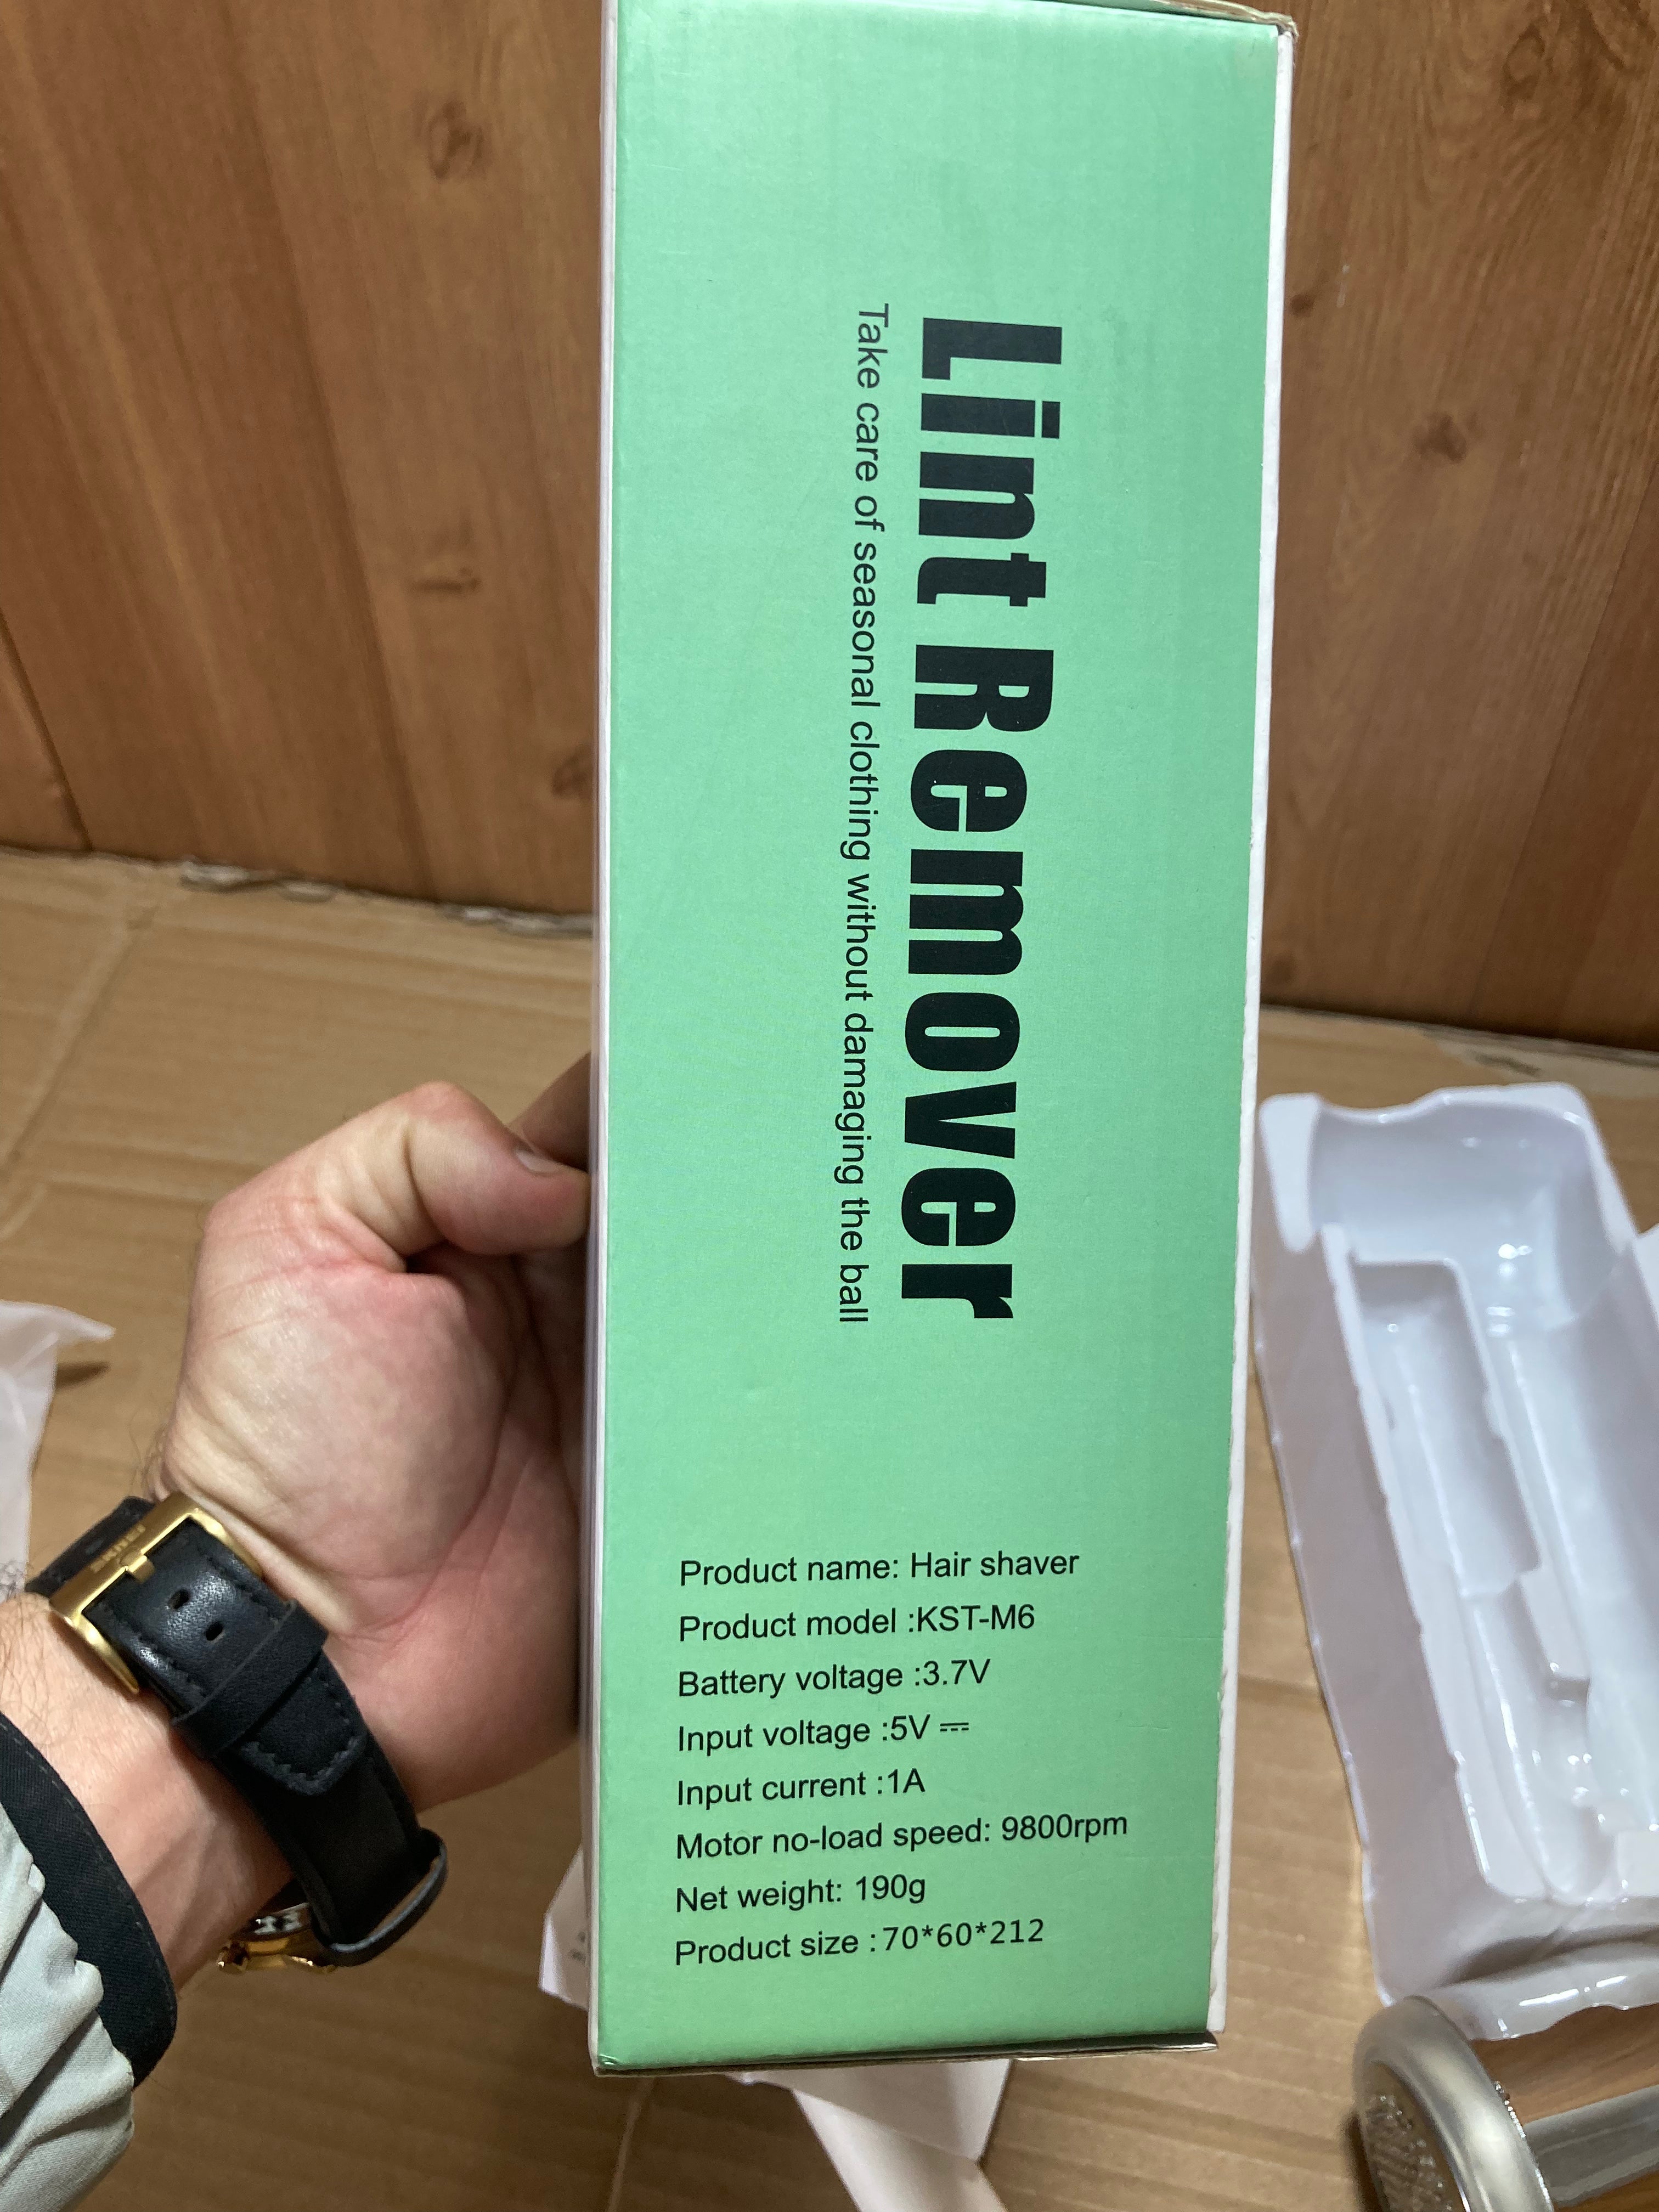 Lint Remover
Take care of seasonal clothing without damaging the ball
Product name: Hair shaver
Product model :KST-M6
Battery voltage :3.7V
Input voltage :5V ⎓
Input current :1A
Motor no-load speed: 9800rpm
Net weight: 190g
Product size :70*60*212